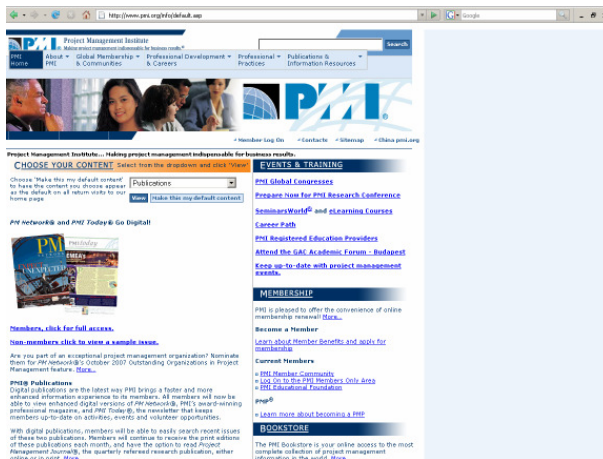 http://www.pmi.org/info/default.asp
Google
PMI
Project Management Institute
Making project management indispensable for business results.®
Search
PMI Home
About PMI
Global Membership & Communities
Professional Development & Careers
Professional Practices
Publications & Information Resources
PMI®
Member Log On
Contacts
Sitemap
China pmi.org
Project Management Institute... Making project management indispensable for business results.
CHOOSE YOUR CONTENT Select from the dropdown and click 'View'
Choose 'Make this my default content'
to have the content you choose appear
as the default on all return visits to our
home page
Publications
View
Make this my default content
PM Network® and PMI Today® Go Digital!
PM
UNEXPECTED
PMI today
Members, click for full access.
Non-members click to view a sample issue.
Are you part of an exceptional project management organization? Nominate
them for PM Network®'s October 2007 Outstanding Organizations in Project
Management feature. More...
PMI® Publications
Digital publications are the latest way PMI brings a faster and more
enhanced information experience to its members. All members will now be
able to view enhanced digital versions of PM Network®, PMI's award-winning
professional magazine, and PMI Today®, the newsletter that keeps
members up-to-date on activities, events and volunteer opportunities.
With digital publications, members will be able to easily search recent issues
of these two publications. Members will continue to receive the print editions
of these publications each month, and have the option to read Project
Management Journal®, the quarterly refereed research publication, either
online or in print. More...
EVENTS & TRAINING
PMI Global Congresses
Prepare Now for PMI Research Conference
SeminarsWorld® and eLearning Courses
Career Path
PMI Registered Education Providers
Attend the GAC Academic Forum - Budapest
Keep up-to-date with project management
events.
MEMBERSHIP
PMI is pleased to offer the convenience of online
membership renewal! More...
Become a Member
Learn about Member Benefits and apply for
membership
Current Members
PMI Member Community
Log On to the PMI Members Only Area
PMI Educational Foundation
PMP®
Learn more about becoming a PMP
BOOKSTORE
The PMI Bookstore is your online access to the most
complete collection of project management
information in the world. More...